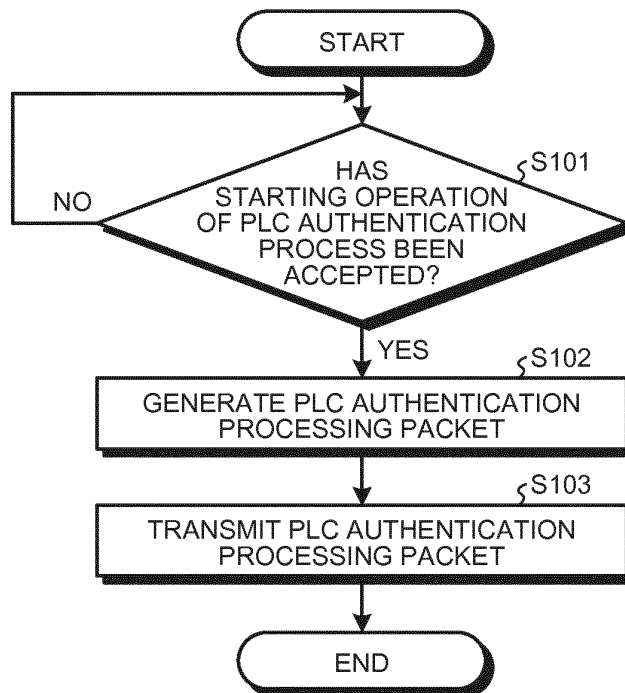 START
HAS
STARTING OPERATION
OF PLC AUTHENTICATION
PROCESS BEEN
ACCEPTED?
S101
NO
YES
S102
GENERATE PLC AUTHENTICATION
PROCESSING PACKET
S103
TRANSMIT PLC AUTHENTICATION
PROCESSING PACKET
END